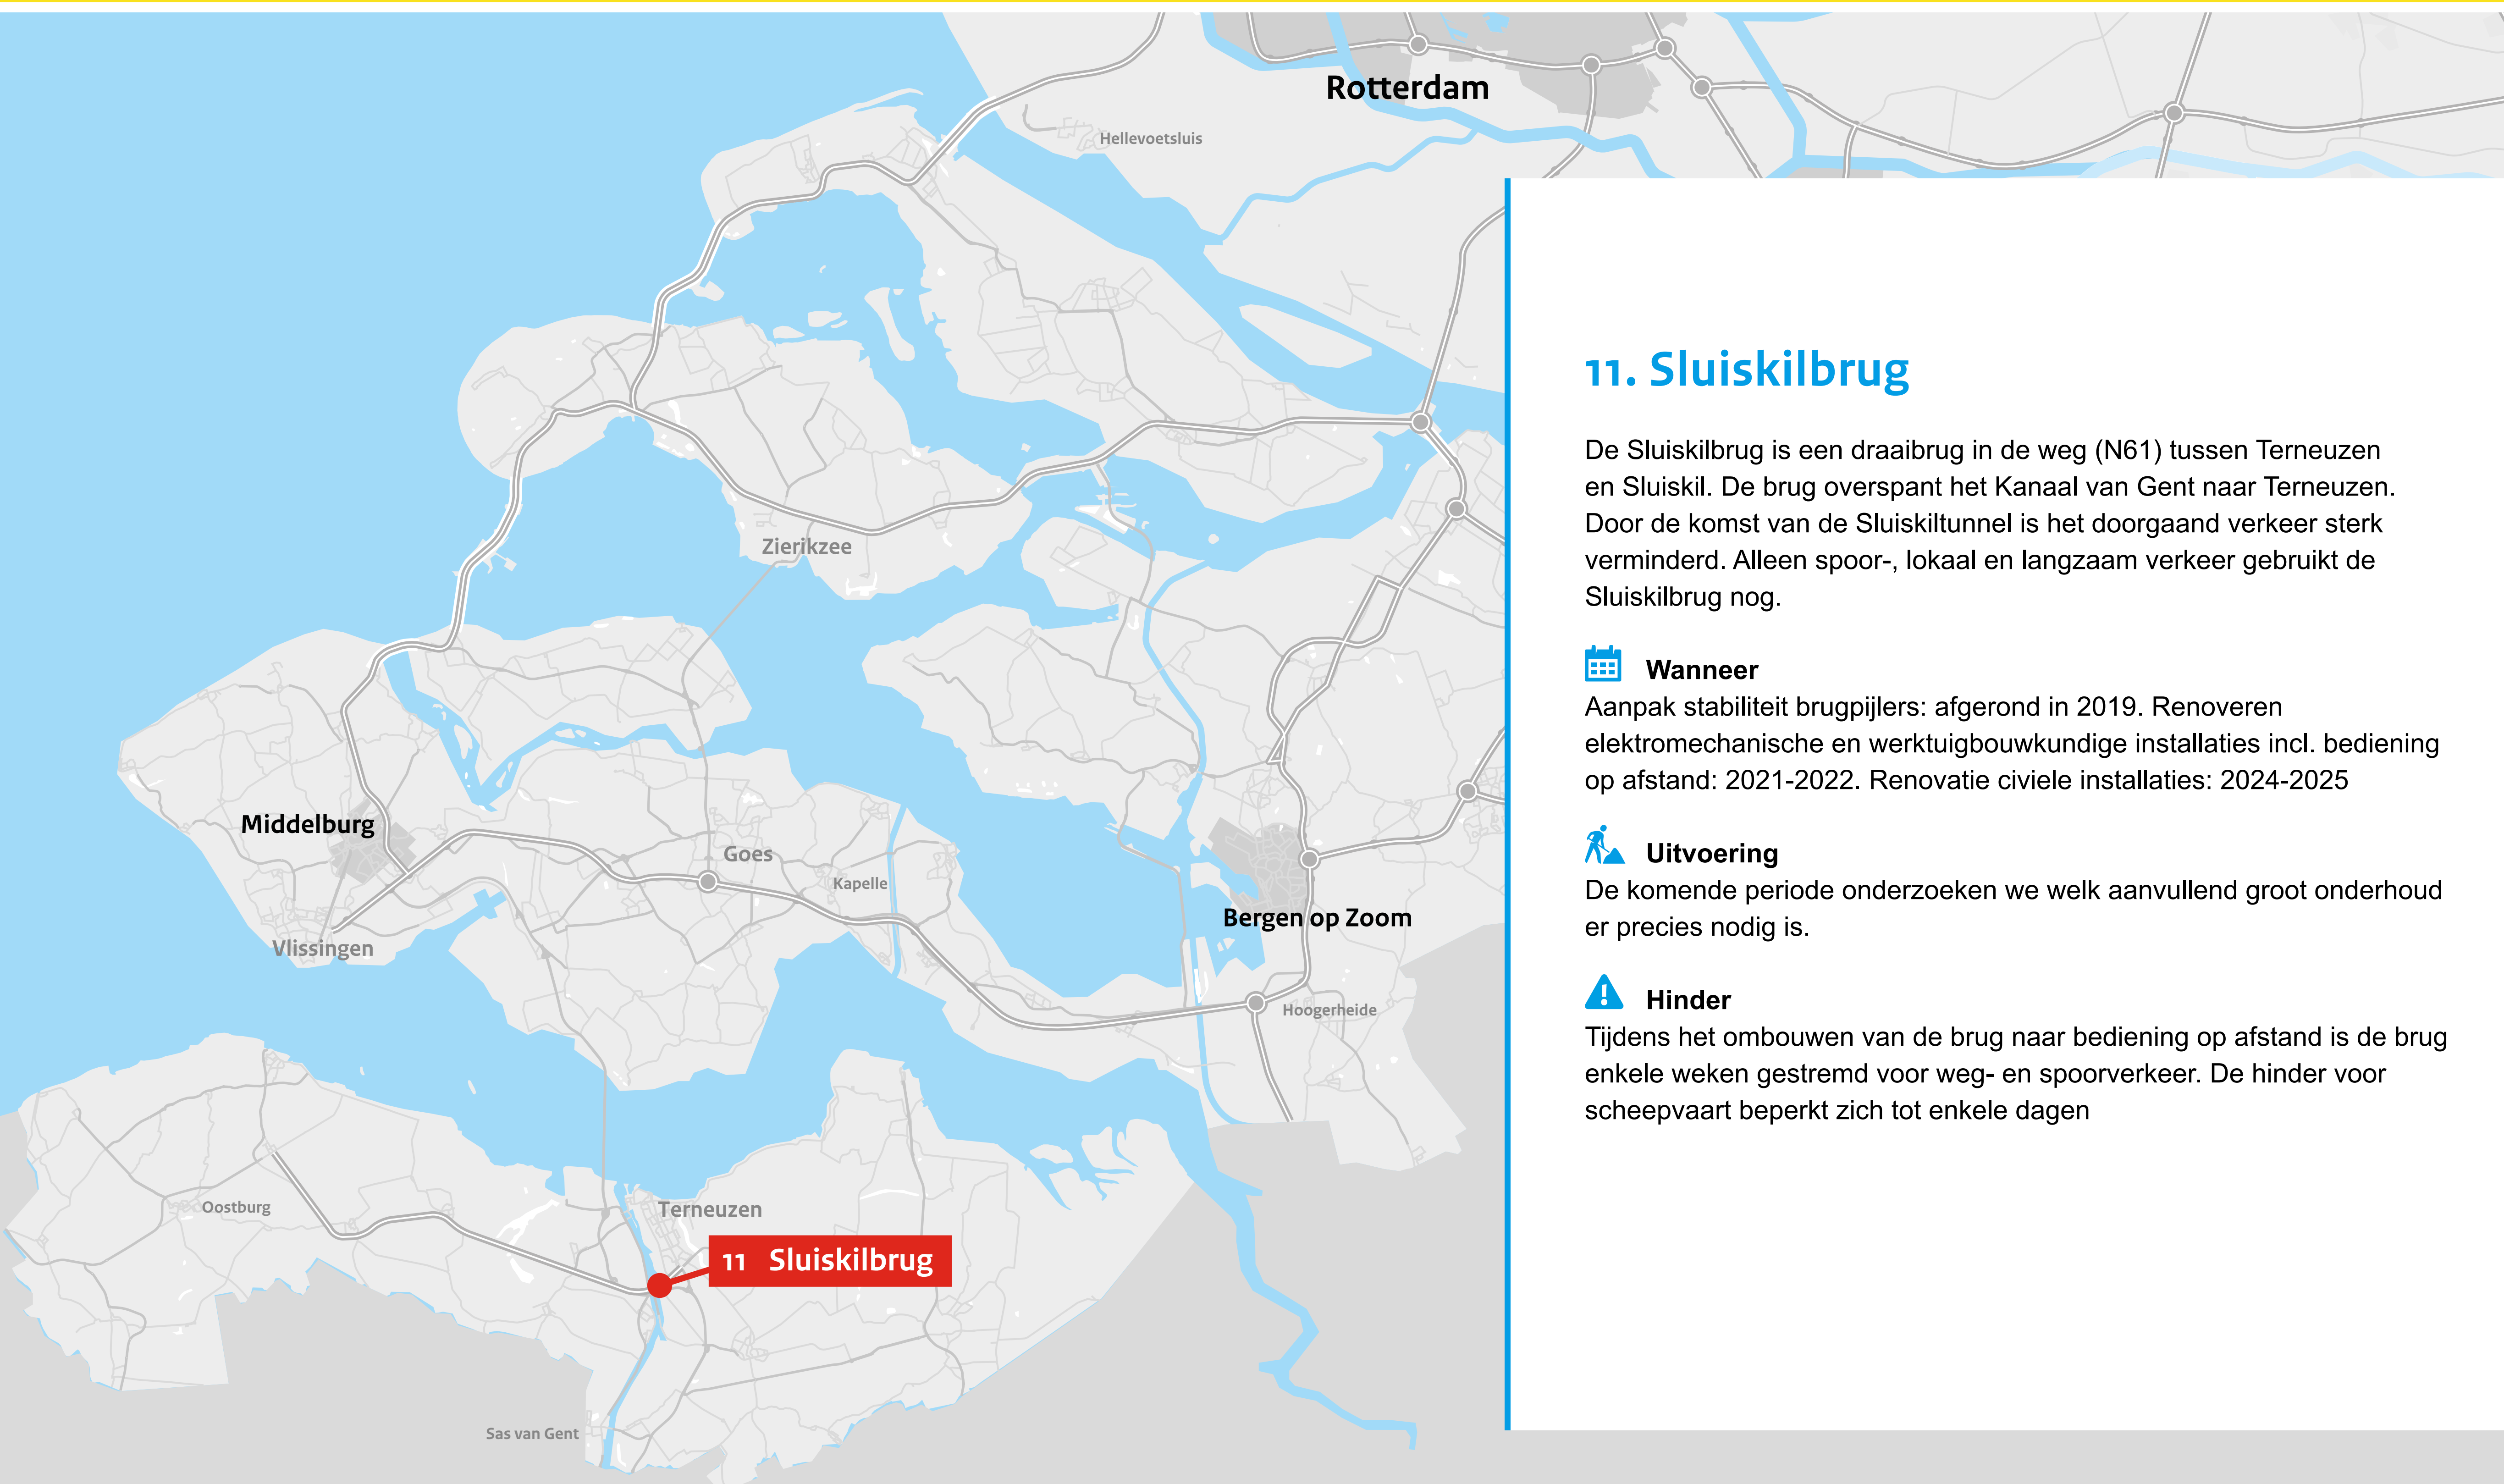 Rotterdam
Hellevoetsluis
Zierikzee
Middelburg
Goes
Kapelle
Bergen op Zoom
Vlissingen
Hoogerheide
Oostburg
Terneuzen
11 Sluiskilbrug
Sas van Gent
11. Sluiskilbrug
De Sluiskilbrug is een draaibrug in de weg (N61) tussen Terneuzen
en Sluiskil. De brug overspant het Kanaal van Gent naar Terneuzen.
Door de komst van de Sluiskiltunnel is het doorgaand verkeer sterk
verminderd. Alleen spoor-, lokaal en langzaam verkeer gebruikt de
Sluiskilbrug nog.
Wanneer
Aanpak stabiliteit brugpijlers: afgerond in 2019. Renoveren
elektromechanische en werktuigbouwkundige installaties incl. bediening
op afstand: 2021-2022. Renovatie civiele installaties: 2024-2025
Uitvoering
De komende periode onderzoeken we welk aanvullend groot onderhoud
er precies nodig is.
Hinder
Tijdens het ombouwen van de brug naar bediening op afstand is de brug
enkele weken gestremd voor weg- en spoorverkeer. De hinder voor
scheepvaart beperkt zich tot enkele dagen